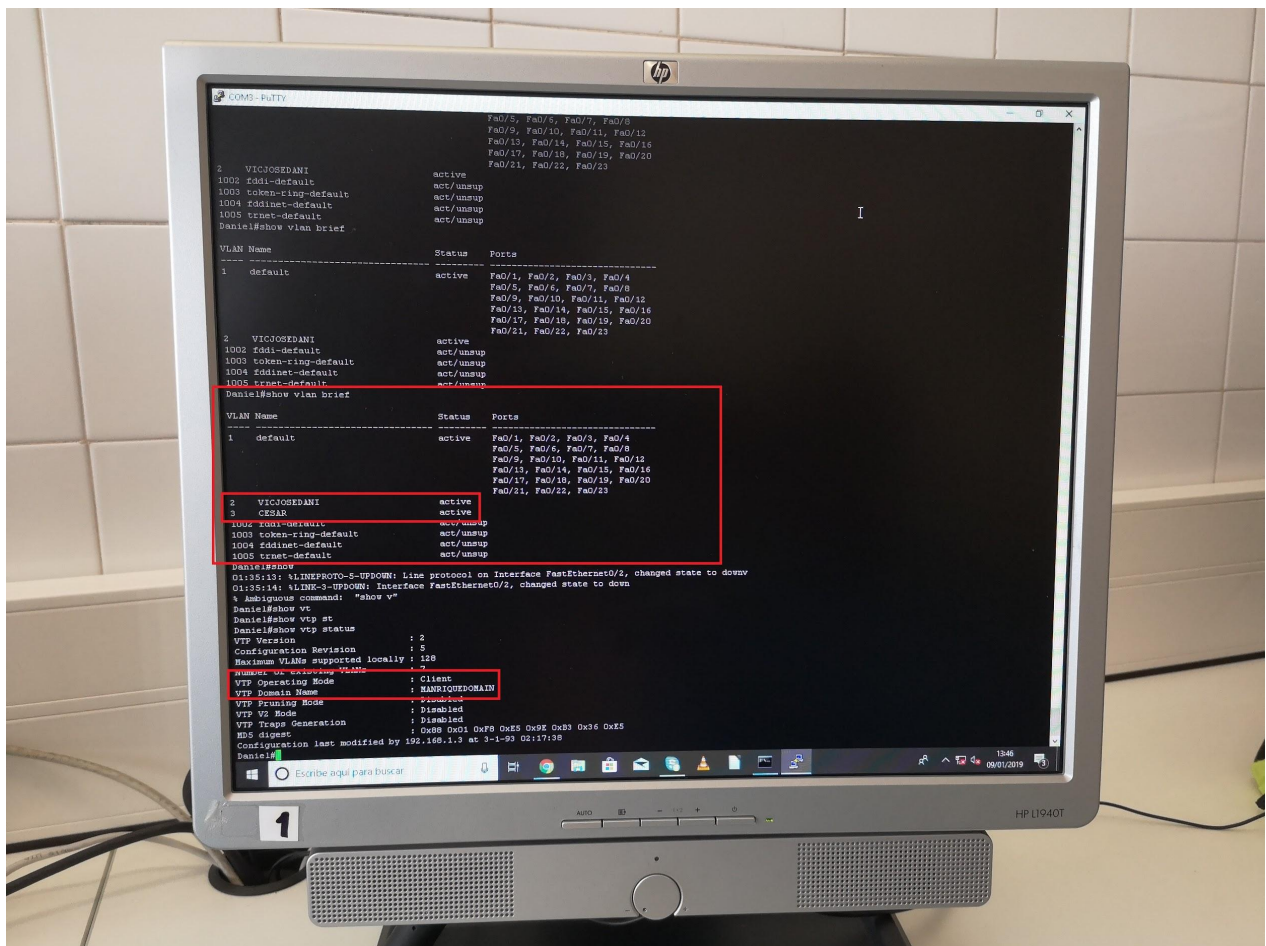 hp
COM3 - PuTTY
Fa0/5, Fa0/6, Fa0/7, Fa0/8
Fa0/9, Fa0/10, Fa0/11, Fa0/12
Fa0/13, Fa0/14, Fa0/15, Fa0/16
Fa0/17, Fa0/18, Fa0/19, Fa0/20
Fa0/21, Fa0/22, Fa0/23
2 VICJOSEDANI active
1002 fddi-default act/unsup
1003 token-ring-default act/unsup
1004 fddinet-default act/unsup
1005 trnet-default act/unsup
Daniel#show vlan brief
VLAN Name Status Ports
---- -------------------------------- --------- -------------------------------
1 default active Fa0/1, Fa0/2, Fa0/3, Fa0/4
Fa0/5, Fa0/6, Fa0/7, Fa0/8
Fa0/9, Fa0/10, Fa0/11, Fa0/12
Fa0/13, Fa0/14, Fa0/15, Fa0/16
Fa0/17, Fa0/18, Fa0/19, Fa0/20
Fa0/21, Fa0/22, Fa0/23
2 VICJOSEDANI active
1002 fddi-default act/unsup
1003 token-ring-default act/unsup
1004 fddinet-default act/unsup
1005 trnet-default act/unsup
Daniel#show vlan brief
VLAN Name Status Ports
---- -------------------------------- --------- -------------------------------
1 default active Fa0/1, Fa0/2, Fa0/3, Fa0/4
Fa0/5, Fa0/6, Fa0/7, Fa0/8
Fa0/9, Fa0/10, Fa0/11, Fa0/12
Fa0/13, Fa0/14, Fa0/15, Fa0/16
Fa0/17, Fa0/18, Fa0/19, Fa0/20
Fa0/21, Fa0/22, Fa0/23
2 VICJOSEDANI active
3 CESAR active
1002 fddi-default act/unsup
1003 token-ring-default act/unsup
1004 fddinet-default act/unsup
1005 trnet-default act/unsup
Daniel#show
01:35:13: %LINEPROTO-5-UPDOWN: Line protocol on Interface FastEthernet0/2, changed state to downv
01:35:14: %LINK-3-UPDOWN: Interface FastEthernet0/2, changed state to down
% Ambiguous command: "show v"
Daniel#show vt
Daniel#show vtp st
Daniel#show vtp status
VTP Version : 2
Configuration Revision : 5
Maximum VLANs supported locally : 128
Number of existing VLANs : 7
VTP Operating Mode : Client
VTP Domain Name : MANRIQUEDOMAIN
VTP Pruning Mode : Disabled
VTP V2 Mode : Disabled
VTP Traps Generation : Disabled
MD5 digest : 0x88 0x01 0xF8 0xE5 0x9E 0xB3 0x36 0xE5
Configuration last modified by 192.168.1.3 at 3-1-93 02:17:38
Daniel#
Escribe aquí para buscar
13:46
09/01/2019
3
1
AUTO
HP L1940T